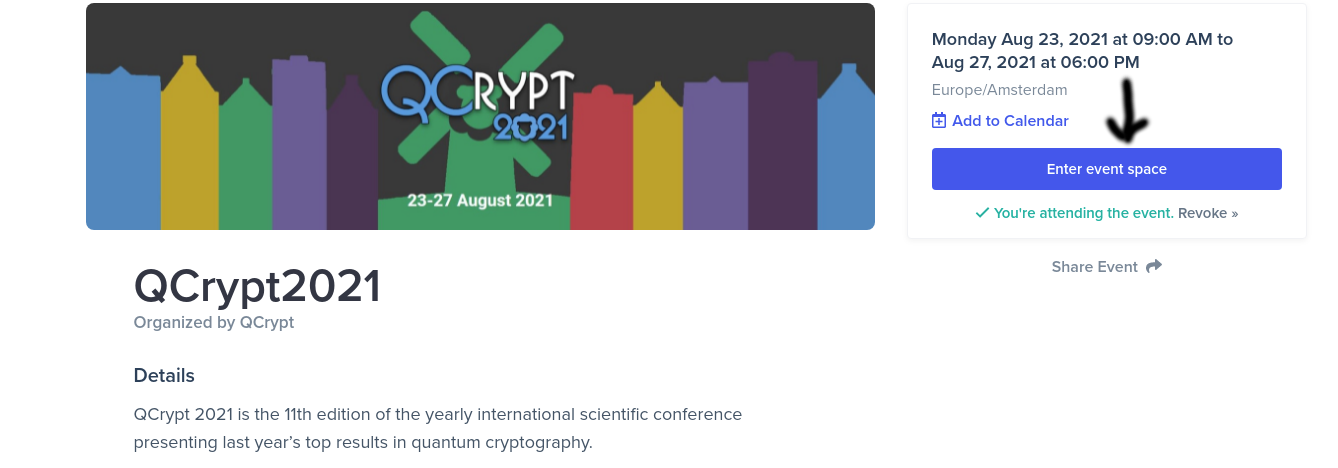 QCRYPT
2021
23-27 August 2021
QCrypt2021
Organized by QCrypt
Details
QCrypt 2021 is the 11th edition of the yearly international scientific conference
presenting last year’s top results in quantum cryptography.
Monday Aug 23, 2021 at 09:00 AM to
Aug 27, 2021 at 06:00 PM
Europe/Amsterdam
Add to Calendar
Enter event space
You're attending the event. Revoke »
Share Event